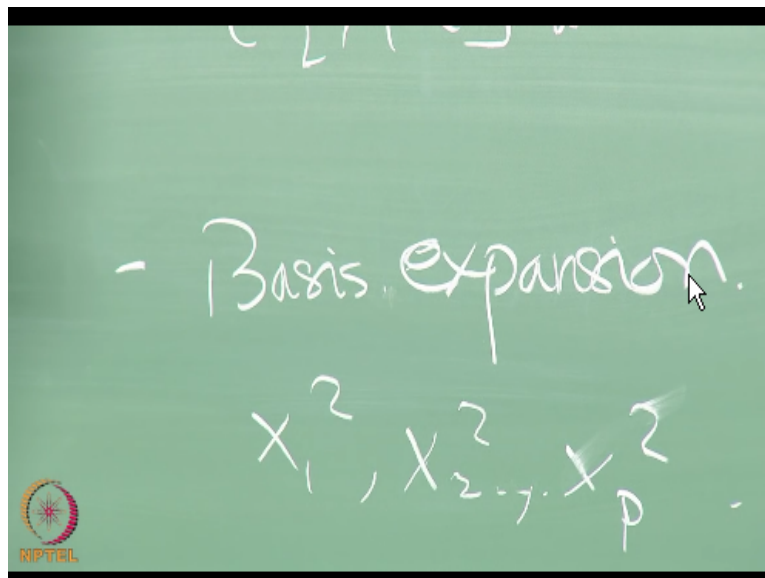 - Basis expansion.
X₁², X₂², .. Xₚ²
NPTEL